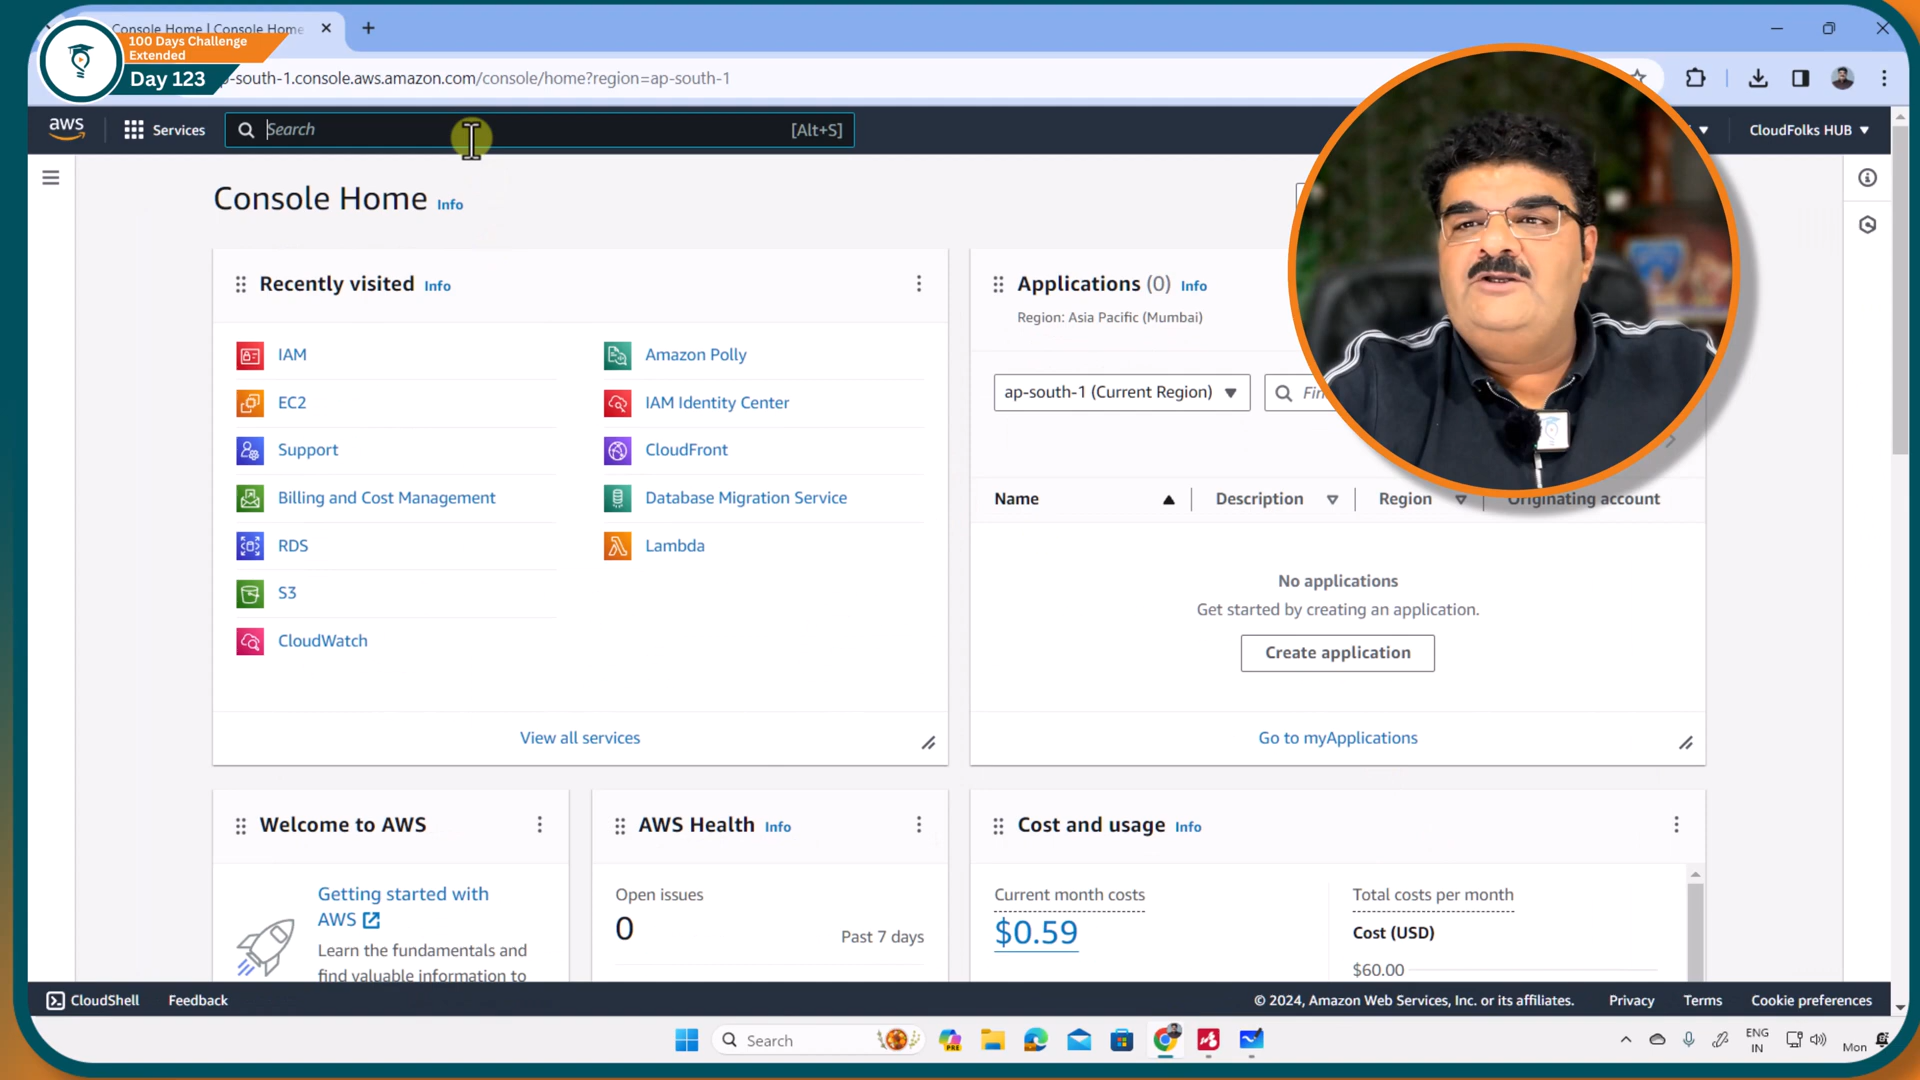 Console Home | Console Home
100 Days Challenge
Extended
Day 123
p-south-1.console.aws.amazon.com/console/home?region=ap-south-1
aws
Services
Search
[Alt+S]
CloudFolks HUB
Console Home Info
Recently visited Info
IAM
EC2
Support
Billing and Cost Management
RDS
S3
CloudWatch
Amazon Polly
IAM Identity Center
CloudFront
Database Migration Service
Lambda
View all services
Applications (0) Info
Region: Asia Pacific (Mumbai)
ap-south-1 (Current Region)
Fin
Name
Description
Region
Originating account
No applications
Get started by creating an application.
Create application
Go to myApplications
Welcome to AWS
Getting started with
AWS
Learn the fundamentals and
find valuable information to
AWS Health Info
Open issues
0
Past 7 days
Cost and usage Info
Current month costs
$0.59
Total costs per month
Cost (USD)
$60.00
CloudShell
Feedback
© 2024, Amazon Web Services, Inc. or its affiliates.
Privacy
Terms
Cookie preferences
Search
PRE
ENG
IN
Mon